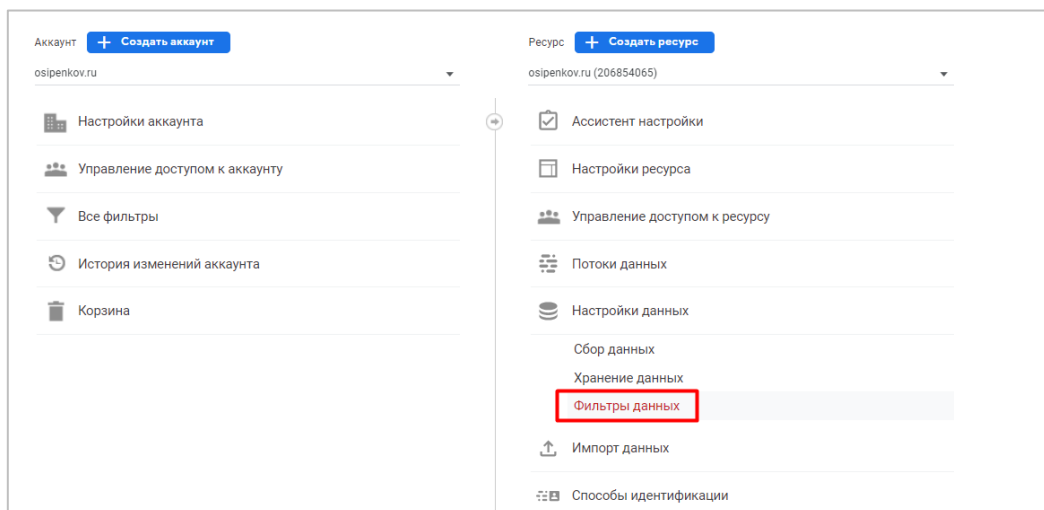 Аккаунт
Создать аккаунт
osipenkov.ru
Настройки аккаунта
Управление доступом к аккаунту
Все фильтры
История изменений аккаунта
Корзина
Ресурс
Создать ресурс
osipenkov.ru (206854065)
Ассистент настройки
Настройки ресурса
Управление доступом к ресурсу
Потоки данных
Настройки данных
Сбор данных
Хранение данных
Фильтры данных
Импорт данных
Способы идентификации